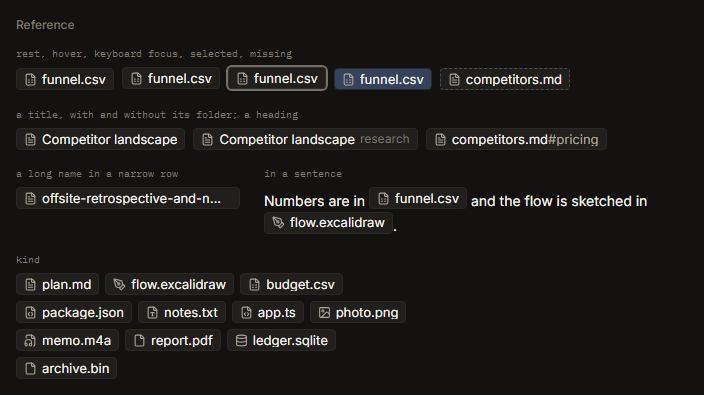 Reference
rest, hover, keyboard focus, selected, missing
funnel.csv funnel.csv funnel.csv funnel.csv competitors.md
a title, with and without its folder; a heading
Competitor landscape Competitor landscape research competitors.md#pricing
a long name in a narrow row
offsite-retrospective-and-n...
in a sentence
Numbers are in funnel.csv and the flow is sketched in
flow.excalidraw.
kind
plan.md flow.excalidraw budget.csv
package.json notes.txt app.ts photo.png
memo.m4a report.pdf ledger.sqlite
archive.bin